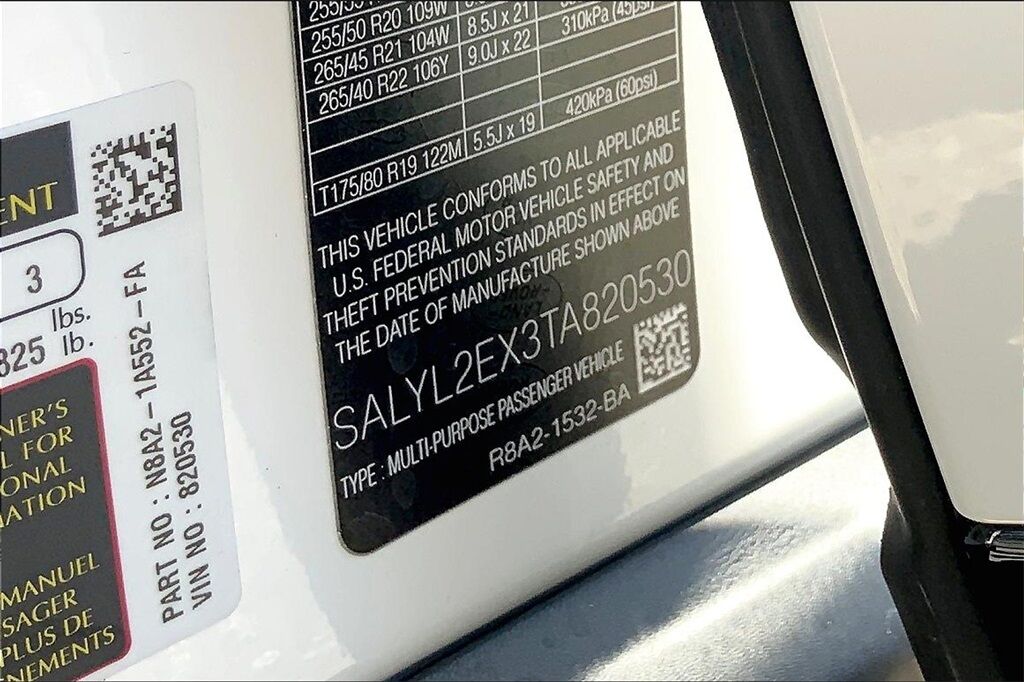 ENT
3
lbs.
825 lb.
NER'S
L FOR
ONAL
MATION
MANUEL
SAGER
PLUS DE
NEMENTS
PART NO : N8A2-1A552-FA
VIN NO : 820530
255/50 R20 109W
265/45 R21 104W 8.5J x 21
265/40 R22 106Y 9.0J x 22 310kPa (45psi)
T175/80 R19 122M 5.5J x 19 420kPa (60psi)
THIS VEHICLE CONFORMS TO ALL APPLICABLE
U.S. FEDERAL MOTOR VEHICLE SAFETY AND
THEFT PREVENTION STANDARDS IN EFFECT ON
THE DATE OF MANUFACTURE SHOWN ABOVE
SALYL2EX3TA820530
TYPE : MULTI-PURPOSE PASSENGER VEHICLE
R8A2-1532-BA